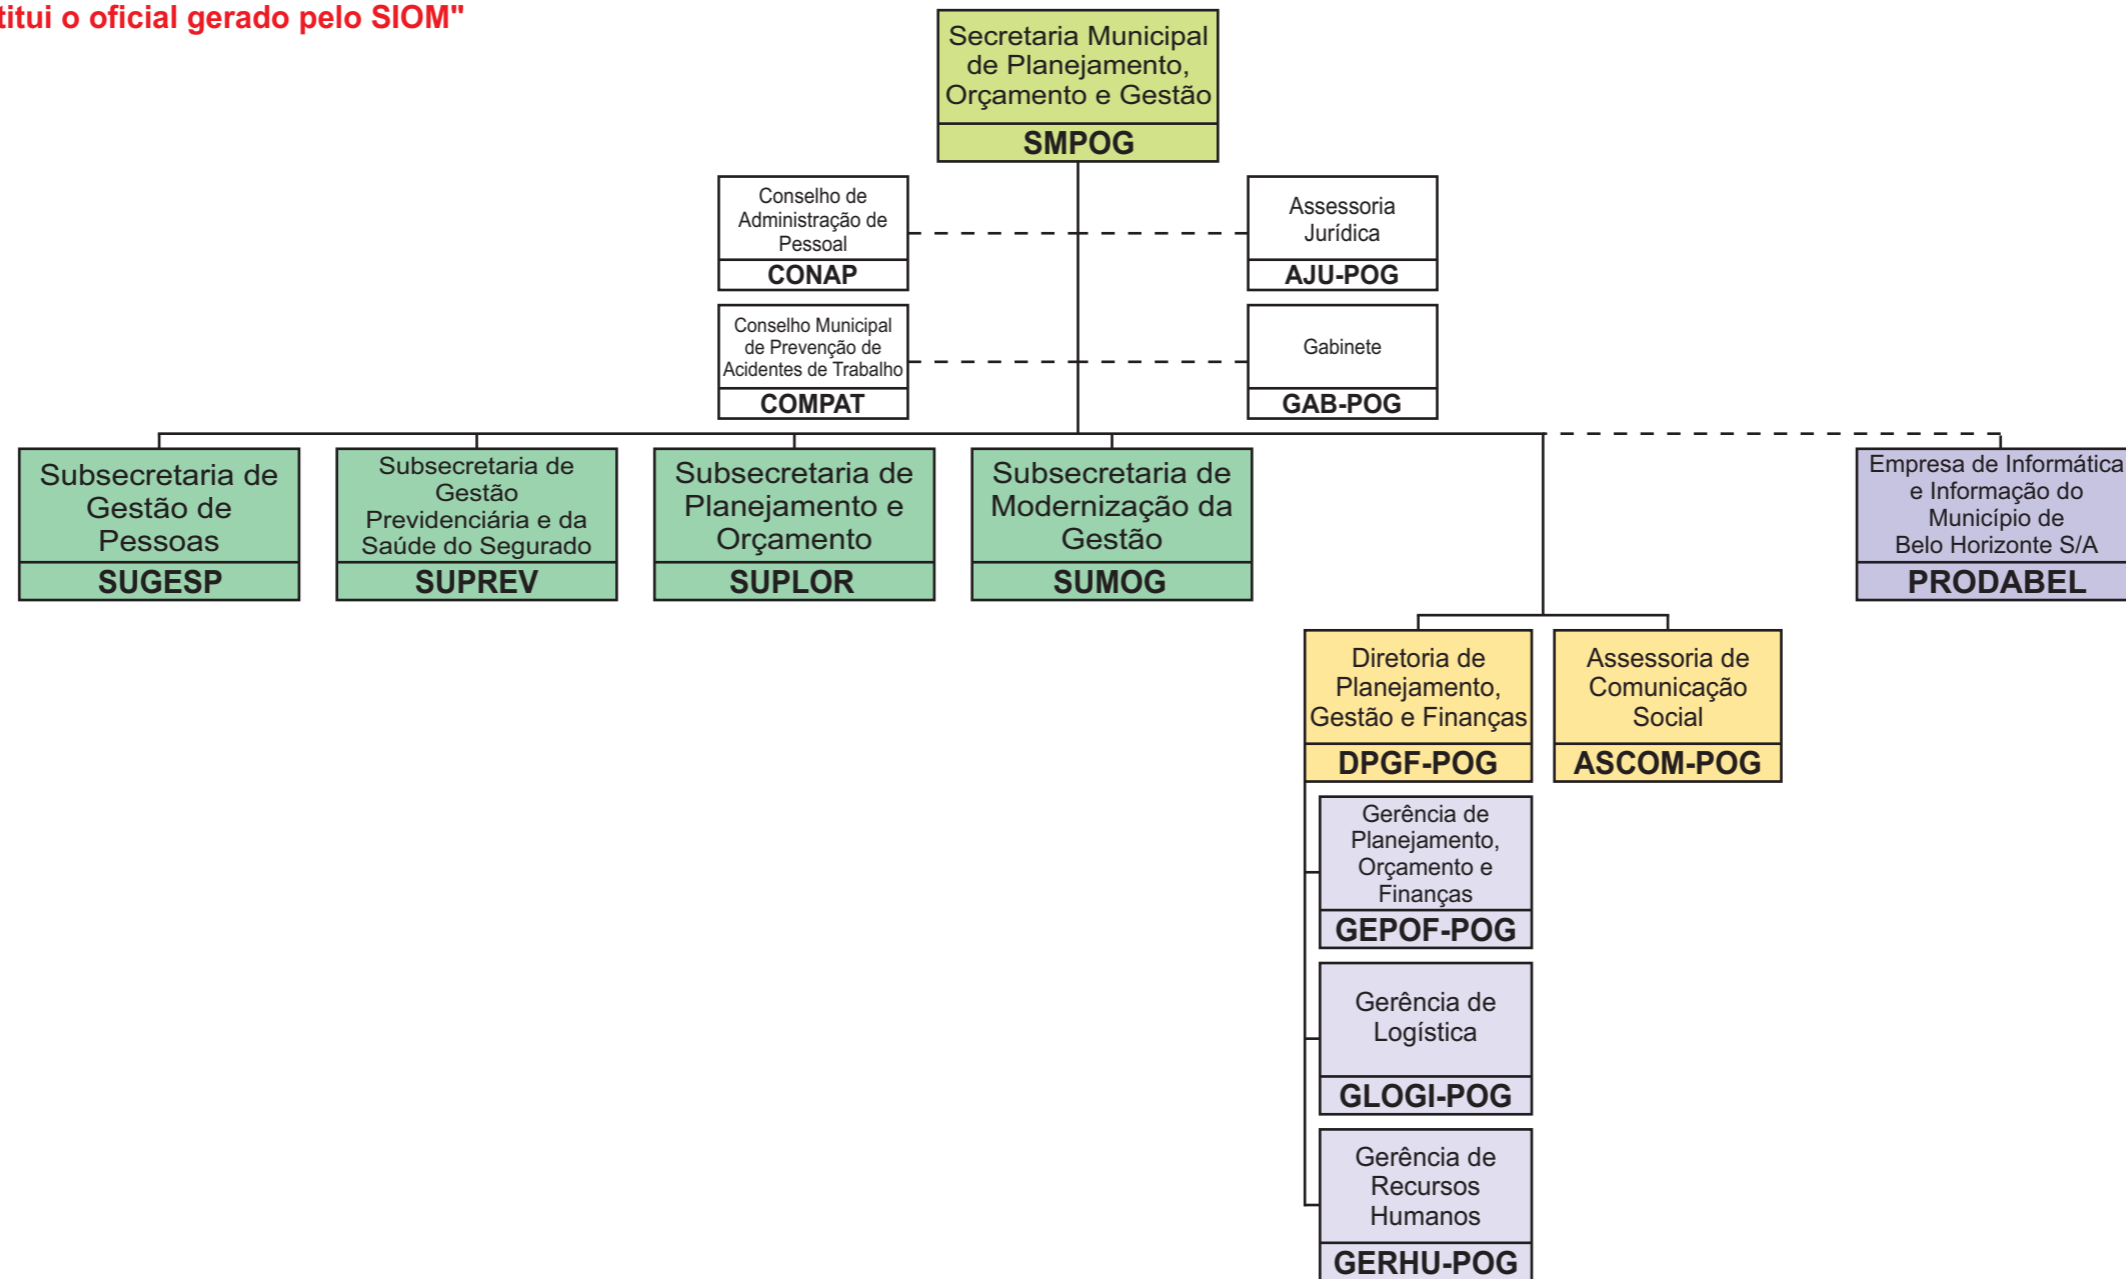 titui o oficial gerado pelo SIOM"
Secretaria Municipal
de Planejamento,
Orçamento e Gestão
SMPOG
Conselho de
Administração de
Pessoal
CONAP
Assessoria
Jurídica
AJU-POG
Conselho Municipal
de Prevenção de
Acidentes de Trabalho
COMPAT
Gabinete
GAB-POG
Subsecretaria de
Gestão de
Pessoas
SUGESP
Subsecretaria de
Gestão
Previdenciária e da
Saúde do Segurado
SUPREV
Subsecretaria de
Planejamento e
Orçamento
SUPLOR
Subsecretaria de
Modernização da
Gestão
SUMOG
Empresa de Informática
e Informação do
Município de
Belo Horizonte S/A
PRODABEL
Diretoria de
Planejamento,
Gestão e Finanças
DPGF-POG
Assessoria de
Comunicação
Social
ASCOM-POG
Gerência de
Planejamento,
Orçamento e
Finanças
GEPOF-POG
Gerência de
Logística
GLOGI-POG
Gerência de
Recursos
Humanos
GERHU-POG